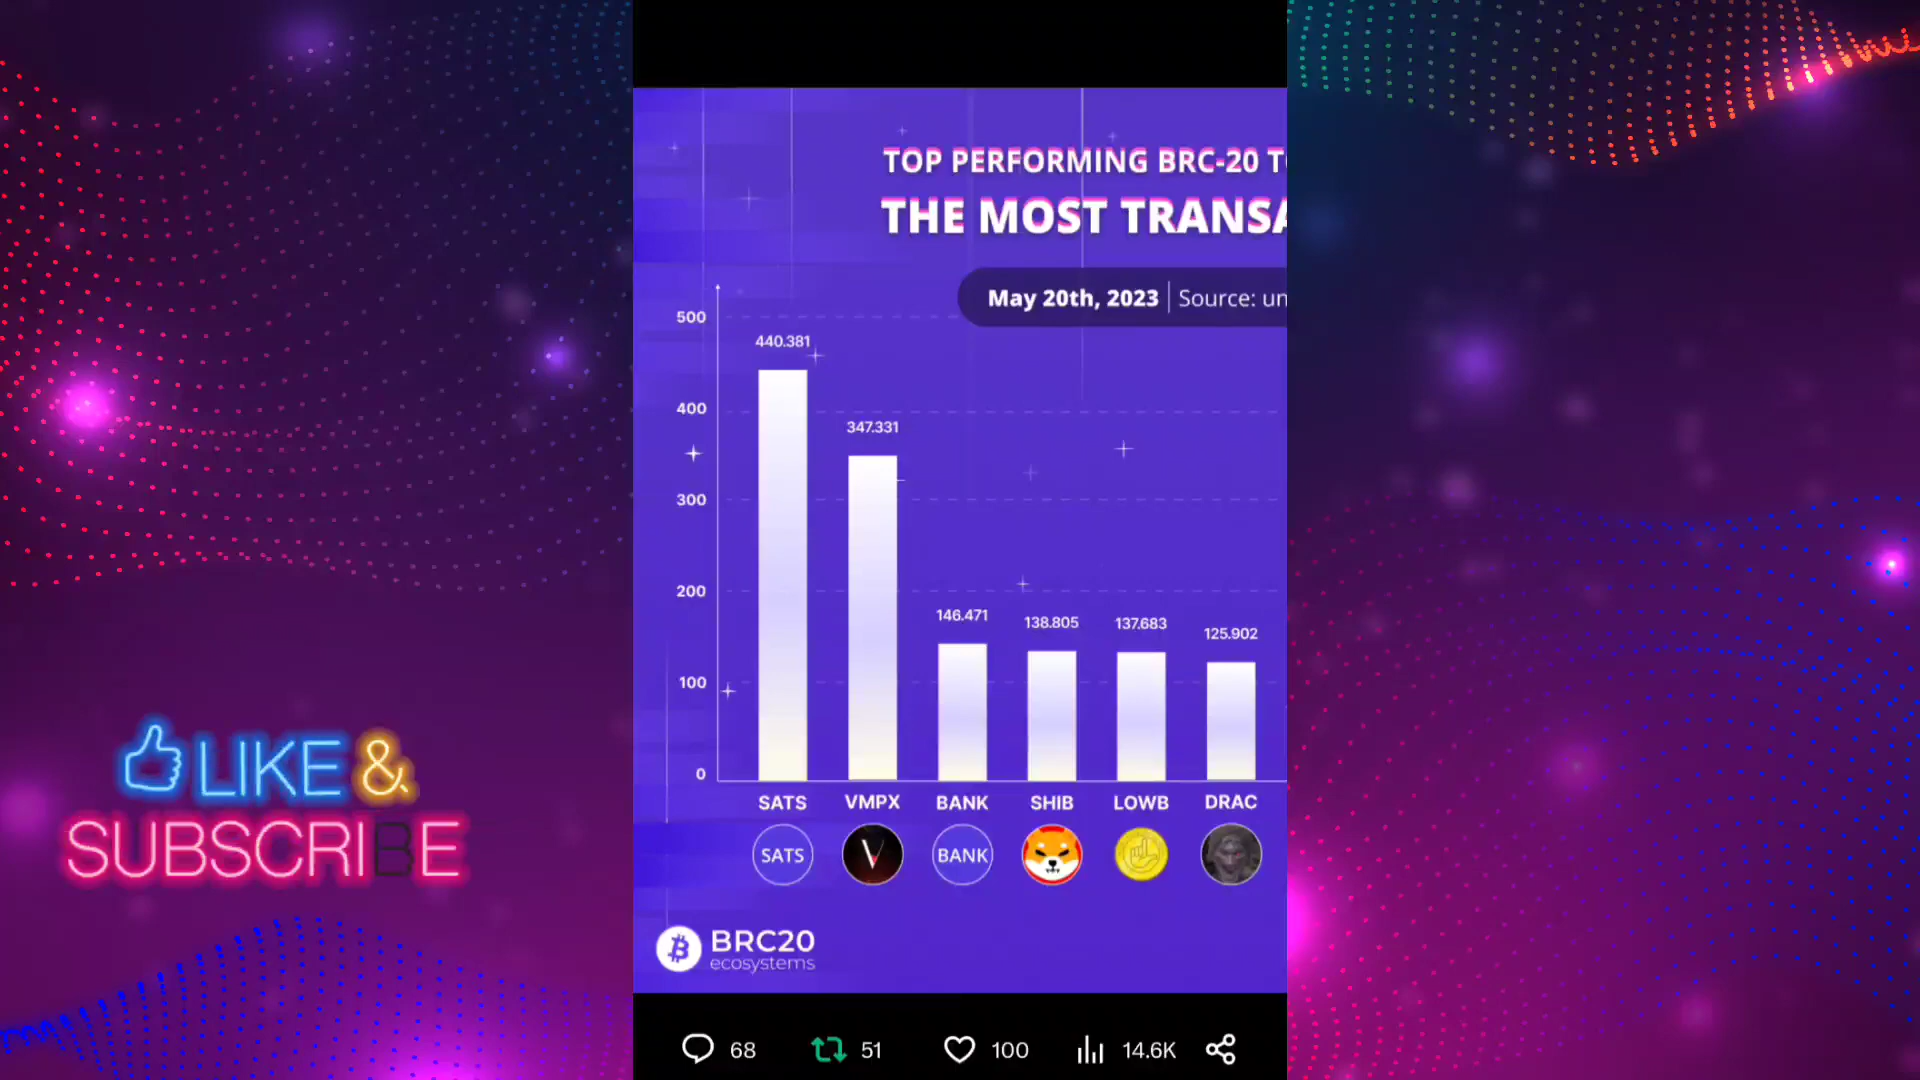 TOP PERFORMING BRC-20
THE MOST
May 20th, 2023 | Source:
500
400
300
200
100
0
440.381
347.331
146.471
138.805
137.683
125.902
SATS VMPX BANK SHIB LOWB DRAC
SATS V BANK
BRC20
ecosystems
LIKE &
SUBSCRIBE
68 51 100 14.6K